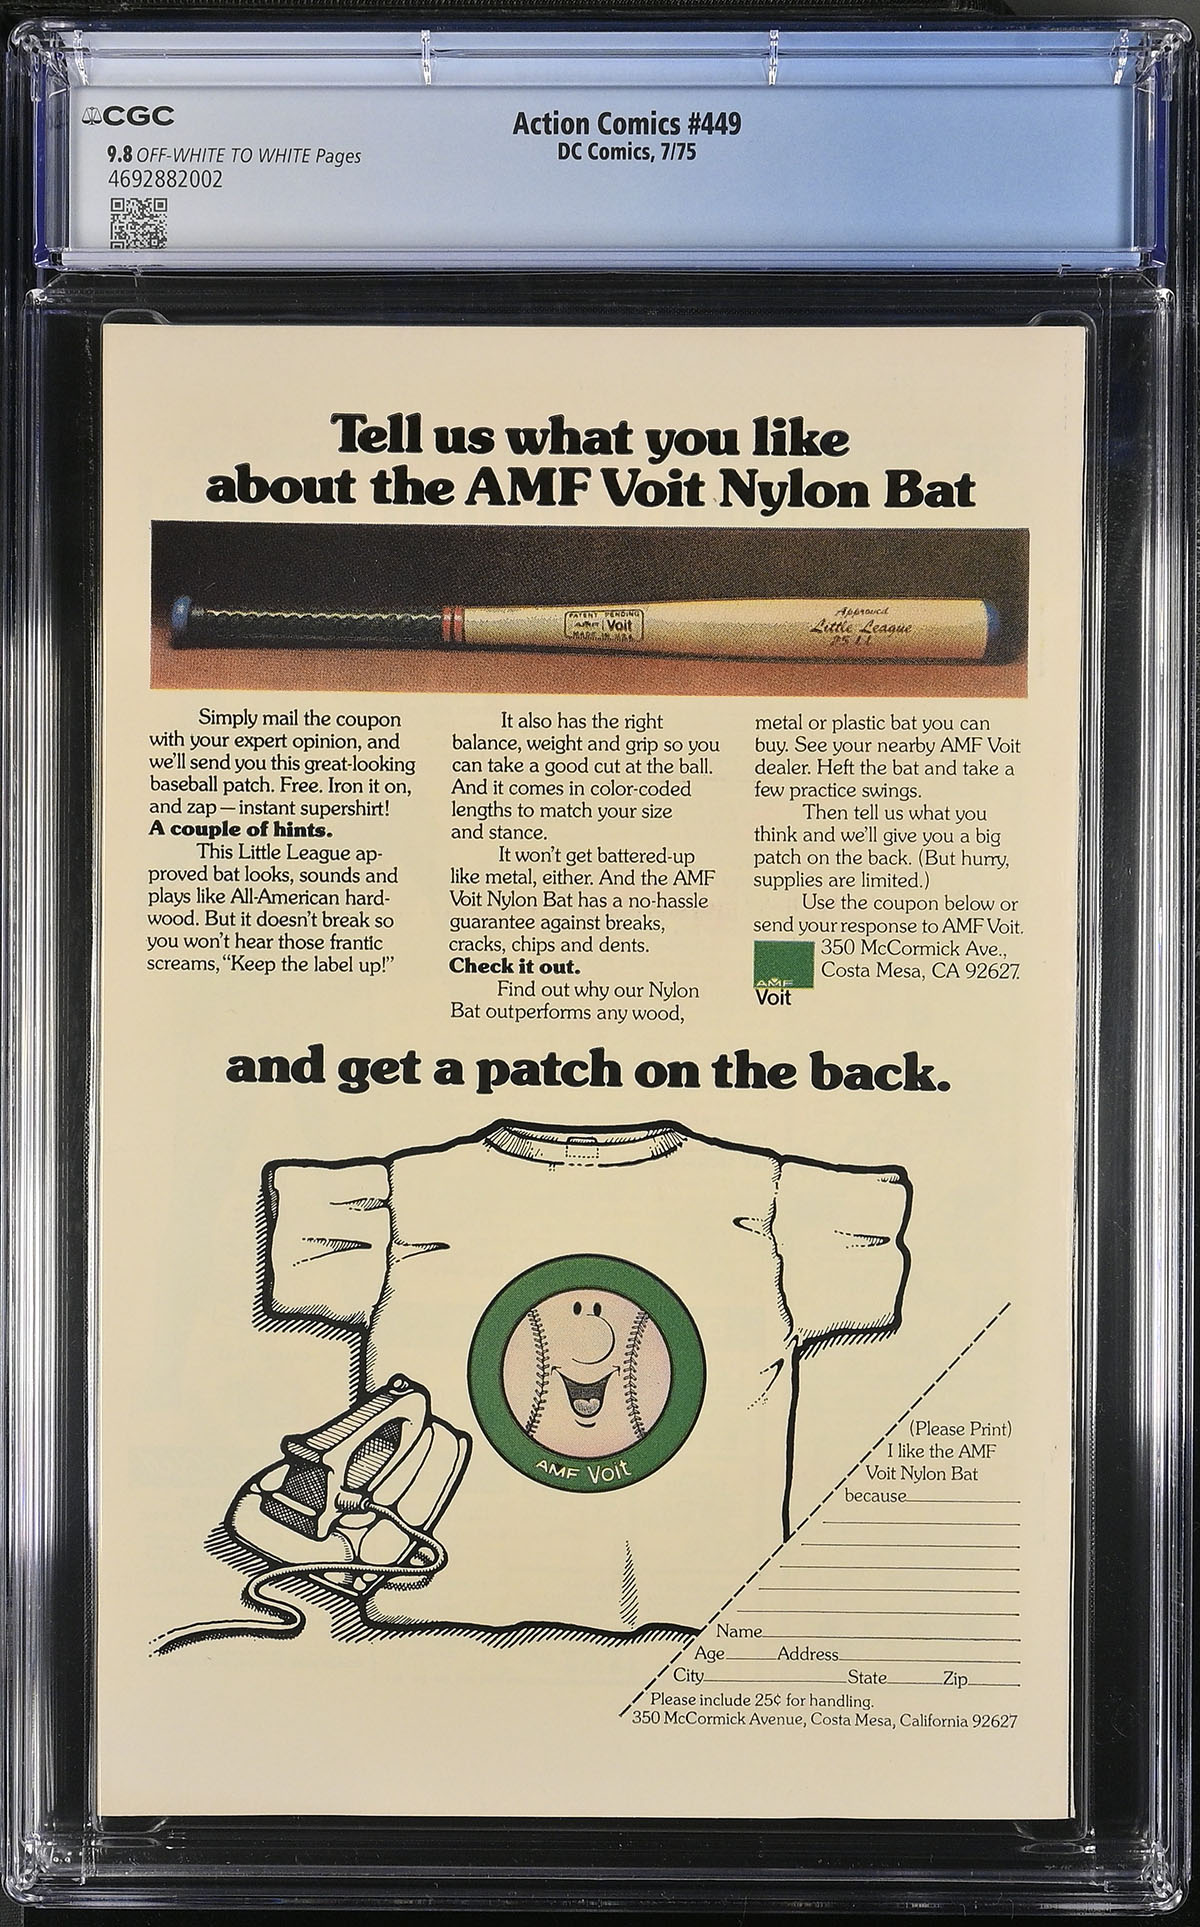 CGC
Action Comics #449
DC Comics, 7/75
9.8 OFF-WHITE TO WHITE Pages
4692882002
Tell us what you like
about the AMF Voit Nylon Bat
PATENT PENDING
AMF Voit
MADE IN U.S.A.
Approved
Little League
Simply mail the coupon
with your expert opinion, and
we'll send you this great-looking
baseball patch. Free. Iron it on,
and zap — instant supershirt!
A couple of hints.
This Little League ap-
proved bat looks, sounds and
plays like All-American hard-
wood. But it doesn't break so
you won't hear those frantic
screams, "Keep the label up!"
It also has the right
balance, weight and grip so you
can take a good cut at the ball.
And it comes in color-coded
lengths to match your size
and stance.
It won't get battered-up
like metal, either. And the AMF
Voit Nylon Bat has a no-hassle
guarantee against breaks,
cracks, chips and dents.
Check it out.
Find out why our Nylon
Bat outperforms any wood,
metal or plastic bat you can
buy. See your nearby AMF Voit
dealer. Heft the bat and take a
few practice swings.
Then tell us what you
think and we'll give you a big
patch on the back. (But hurry,
supplies are limited.)
Use the coupon below or
send your response to AMF Voit.
350 McCormick Ave.,
Costa Mesa, CA 92627.
AMF
Voit
and get a patch on the back.
AMF Voit
(Please Print)
I like the AMF
Voit Nylon Bat
because
Name
Age Address
City State Zip
Please include 25¢ for handling.
350 McCormick Avenue, Costa Mesa, California 92627